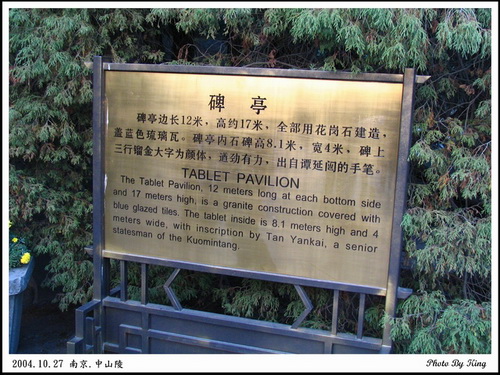 碑亭
碑亭边长12米，高约17米，全部用花岗石建造，
盖蓝色琉璃瓦。碑亭内石碑高8.1米，宽4米，碑上
三行镏金大字为颜体，遒劲有力，出自谭延闿的手笔。
TABLET PAVILION
The Tablet Pavilion, 12 meters long at each bottom side
and 17 meters high, is a granite construction covered with
blue glazed tiles. The tablet inside is 8.1 meters high and 4
meters wide, with inscription by Tan Yankai, a senior
statesman of the Kuomintang.
2004.10.27 南京.中山陵
Photo By King